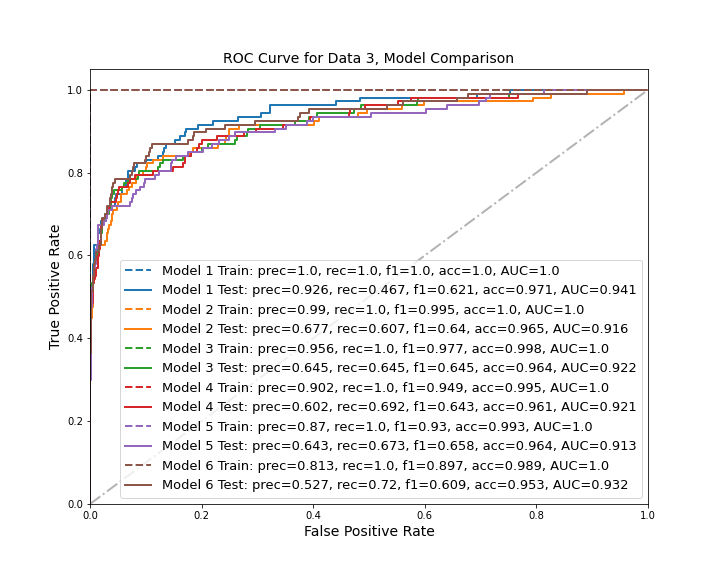 ROC Curve for Data 3, Model Comparison
True Positive Rate
1.0
0.8
0.6
0.4
0.2
0.0
Model 1 Train: prec=1.0, rec=1.0, f1=1.0, acc=1.0, AUC=1.0
Model 1 Test: prec=0.926, rec=0.467, f1=0.621, acc=0.971, AUC=0.941
Model 2 Train: prec=0.99, rec=1.0, f1=0.995, acc=1.0, AUC=1.0
Model 2 Test: prec=0.677, rec=0.607, f1=0.64, acc=0.965, AUC=0.916
Model 3 Train: prec=0.956, rec=1.0, f1=0.977, acc=0.998, AUC=1.0
Model 3 Test: prec=0.645, rec=0.645, f1=0.645, acc=0.964, AUC=0.922
Model 4 Train: prec=0.902, rec=1.0, f1=0.949, acc=0.995, AUC=1.0
Model 4 Test: prec=0.602, rec=0.692, f1=0.643, acc=0.961, AUC=0.921
Model 5 Train: prec=0.87, rec=1.0, f1=0.93, acc=0.993, AUC=1.0
Model 5 Test: prec=0.643, rec=0.673, f1=0.658, acc=0.964, AUC=0.913
Model 6 Train: prec=0.813, rec=1.0, f1=0.897, acc=0.989, AUC=1.0
Model 6 Test: prec=0.527, rec=0.72, f1=0.609, acc=0.953, AUC=0.932
0.0 0.2 0.4 0.6 0.8 1.0
False Positive Rate